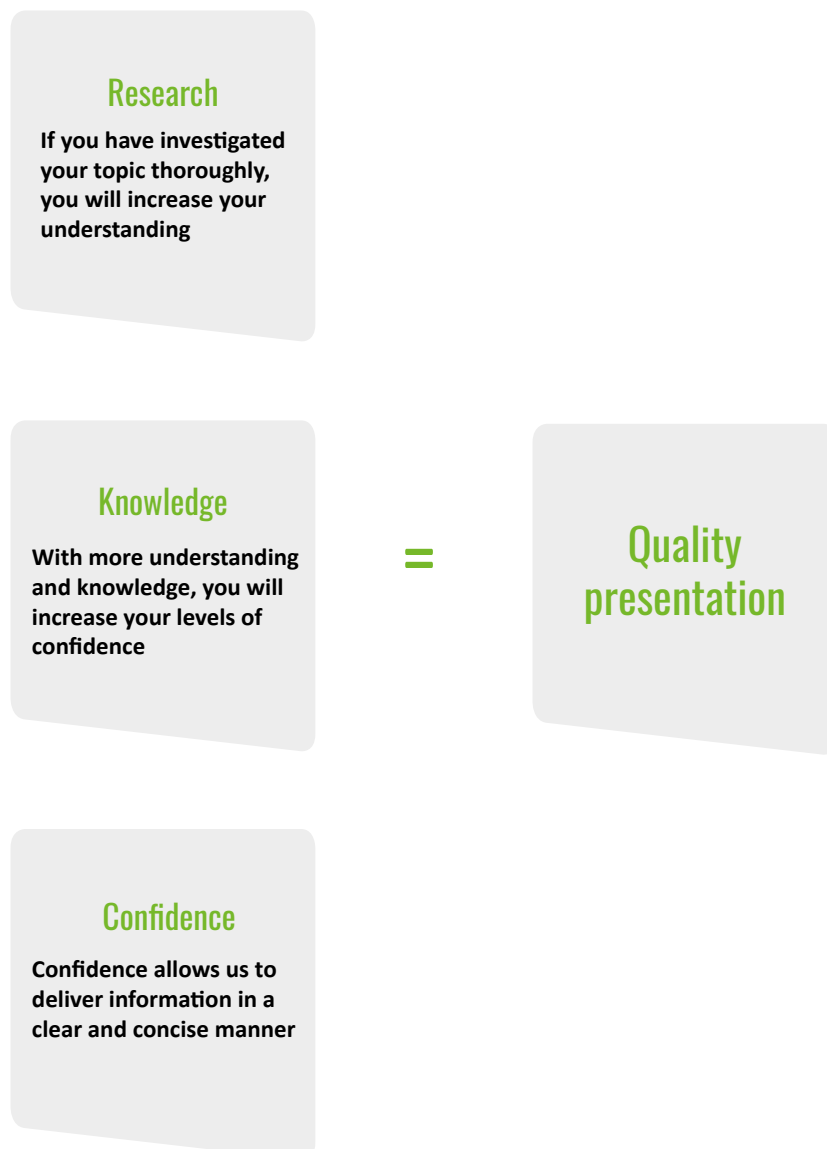 Research
If you have investigated
your topic thoroughly,
you will increase your
understanding
Knowledge
With more understanding
and knowledge, you will
increase your levels of
confidence
=
Quality
presentation
Confidence
Confidence allows us to
deliver information in a
clear and concise manner